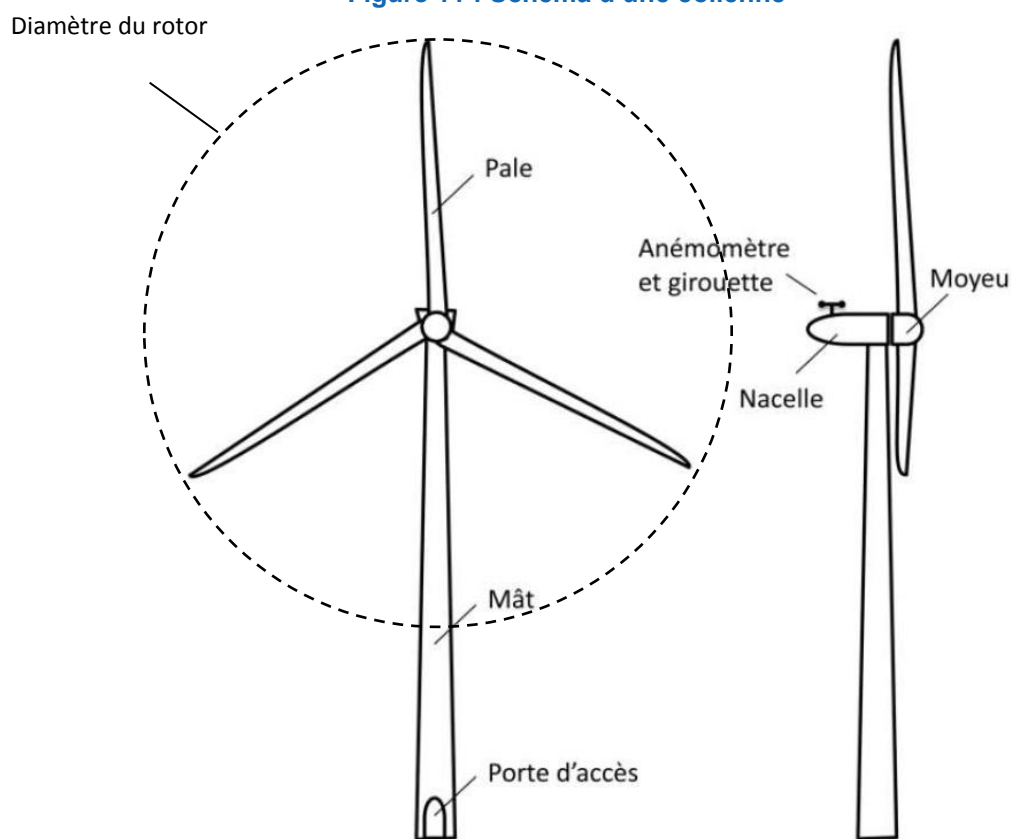 Diamètre du rotor
Pale
Anémomètre
et girouette
Moyeu
Nacelle
Mât
Porte d'accès